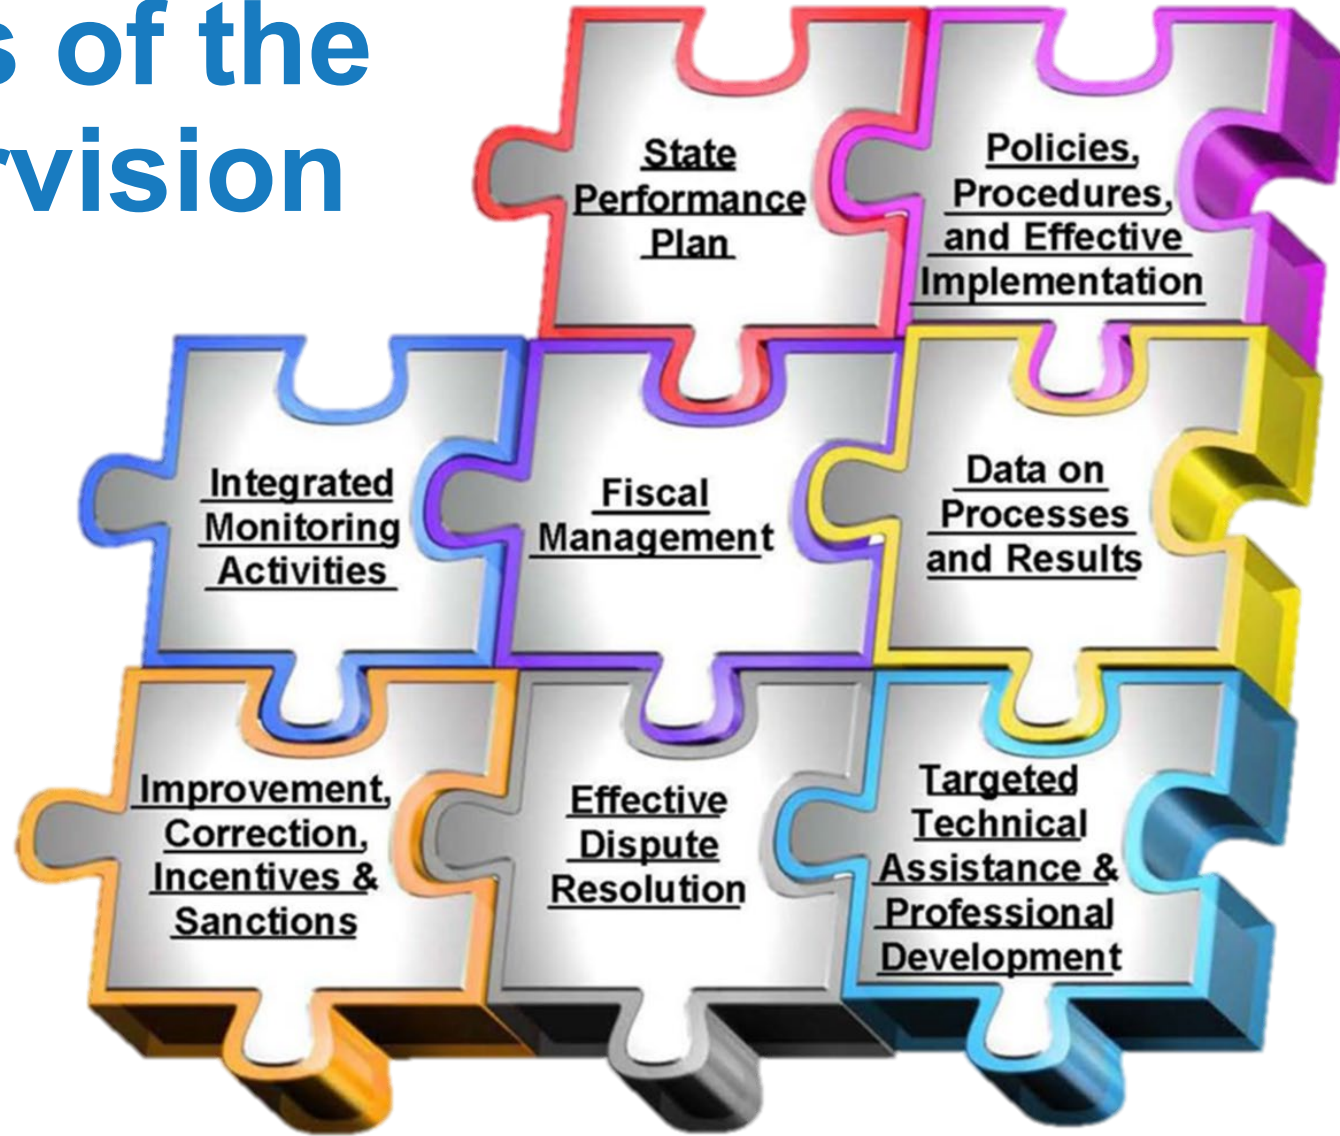 s of the
rvision
State
Performance
Plan
Policies,
Procedures,
and Effective
Implementation
Integrated
Monitoring
Activities
Fiscal
Management
Data on
Processes
and Results
Improvement,
Correction,
Incentives &
Sanctions
Effective
Dispute
Resolution
Targeted
Technical
Assistance &
Professional
Development